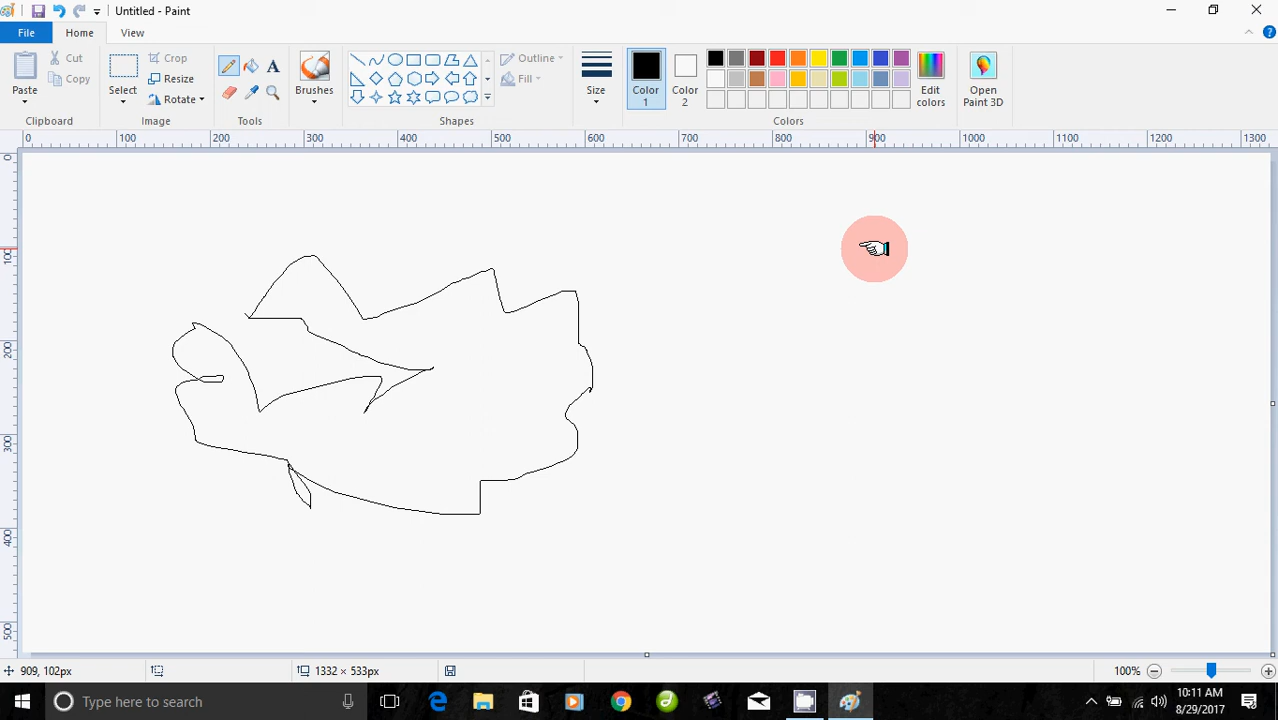 Untitled - Paint
File
Home
View
Paste
Cut
Copy
Clipboard
Select
Crop
Resize
Rotate
Image
A
Tools
Brushes
Shapes
Outline
Fill
Size
Color 1
Color 2
Edit colors
Colors
Open Paint 3D
0 100 200 300 400 500 600 700 800 900 1000 1100 1200 1300
0
100
200
300
400
500
909, 102px
1332 × 533px
100%
Type here to search
10:11 AM
8/29/2017